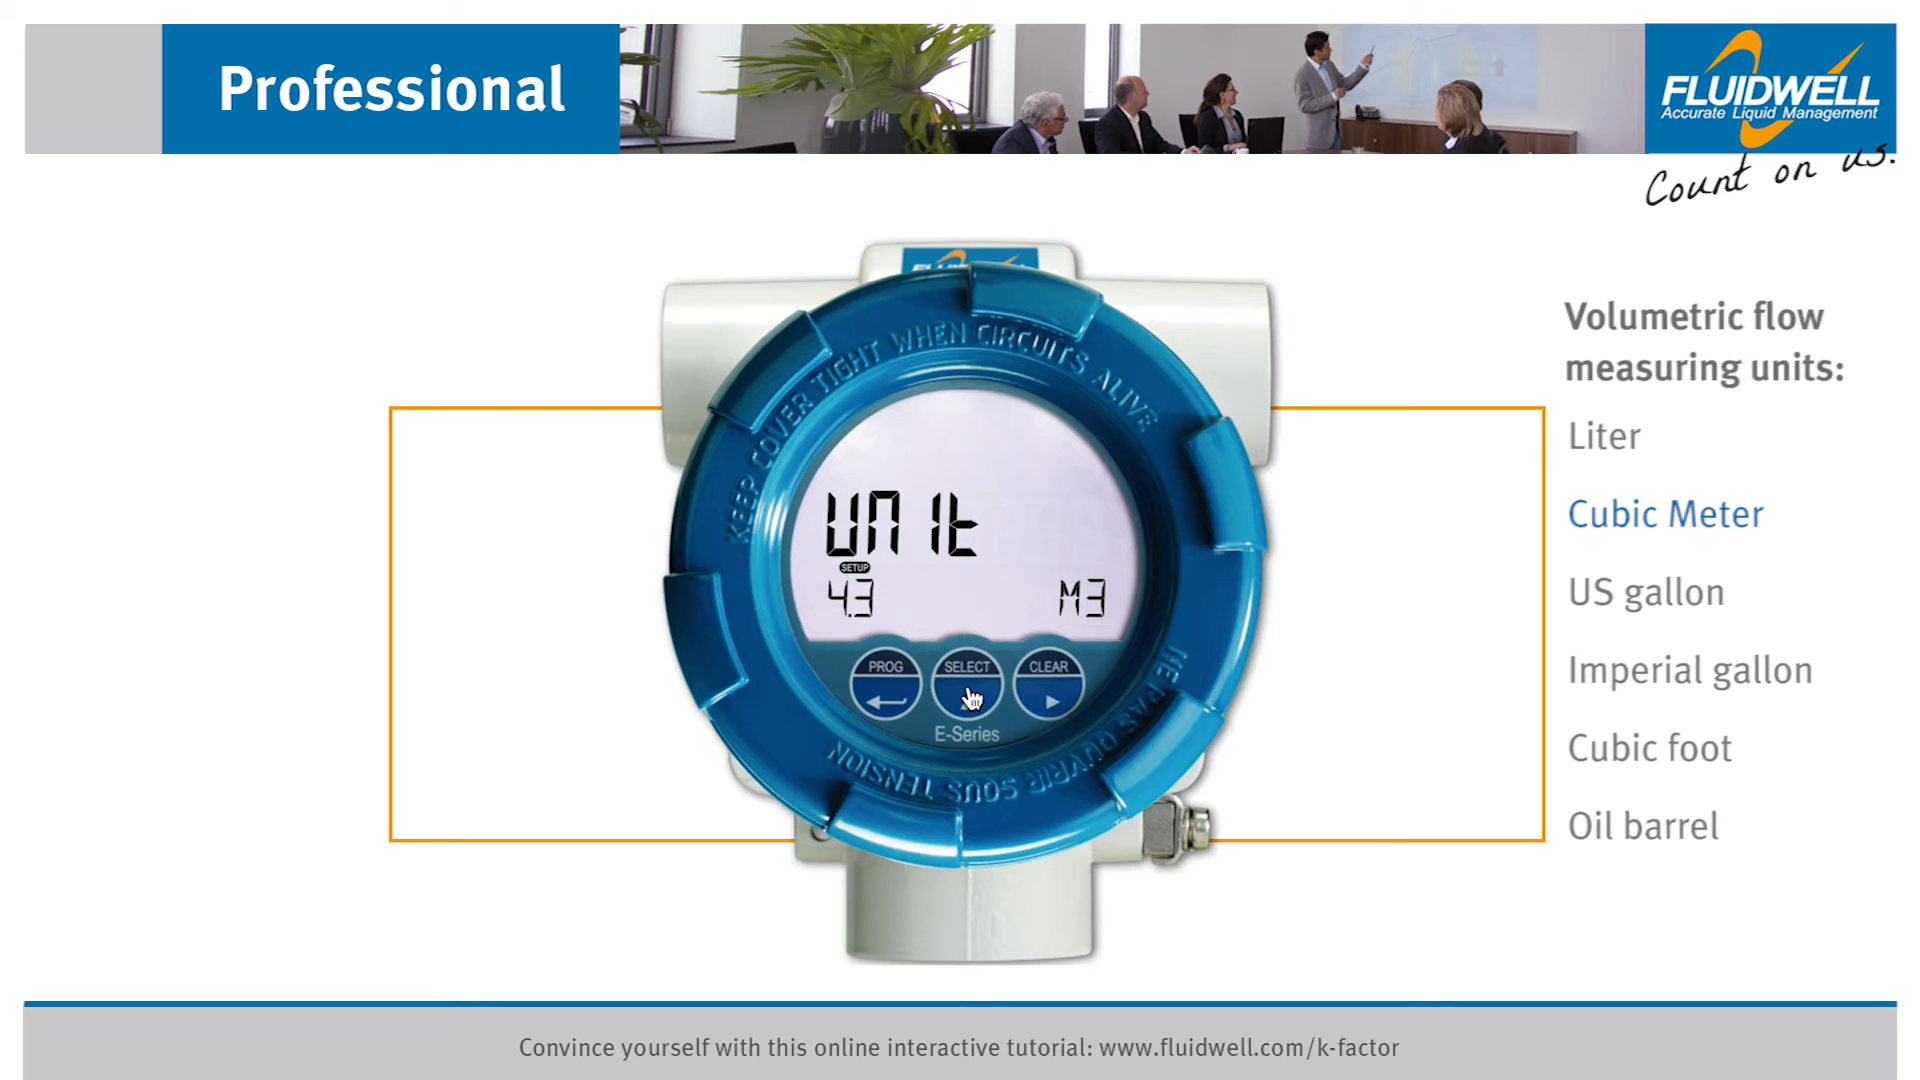 Professional
FLUIDWELL
Accurate Liquid Management
Count on us.
KEEP COVER TIGHT WHEN CIRCUITS ALIVE
UNIt
SETUP
4.3 M3
PROG SELECT CLEAR
E-Series
NE PAS OUVRIR SOUS TENSION
Volumetric flow
measuring units:
Liter
Cubic Meter
US gallon
Imperial gallon
Cubic foot
Oil barrel
Convince yourself with this online interactive tutorial: www.fluidwell.com/k-factor